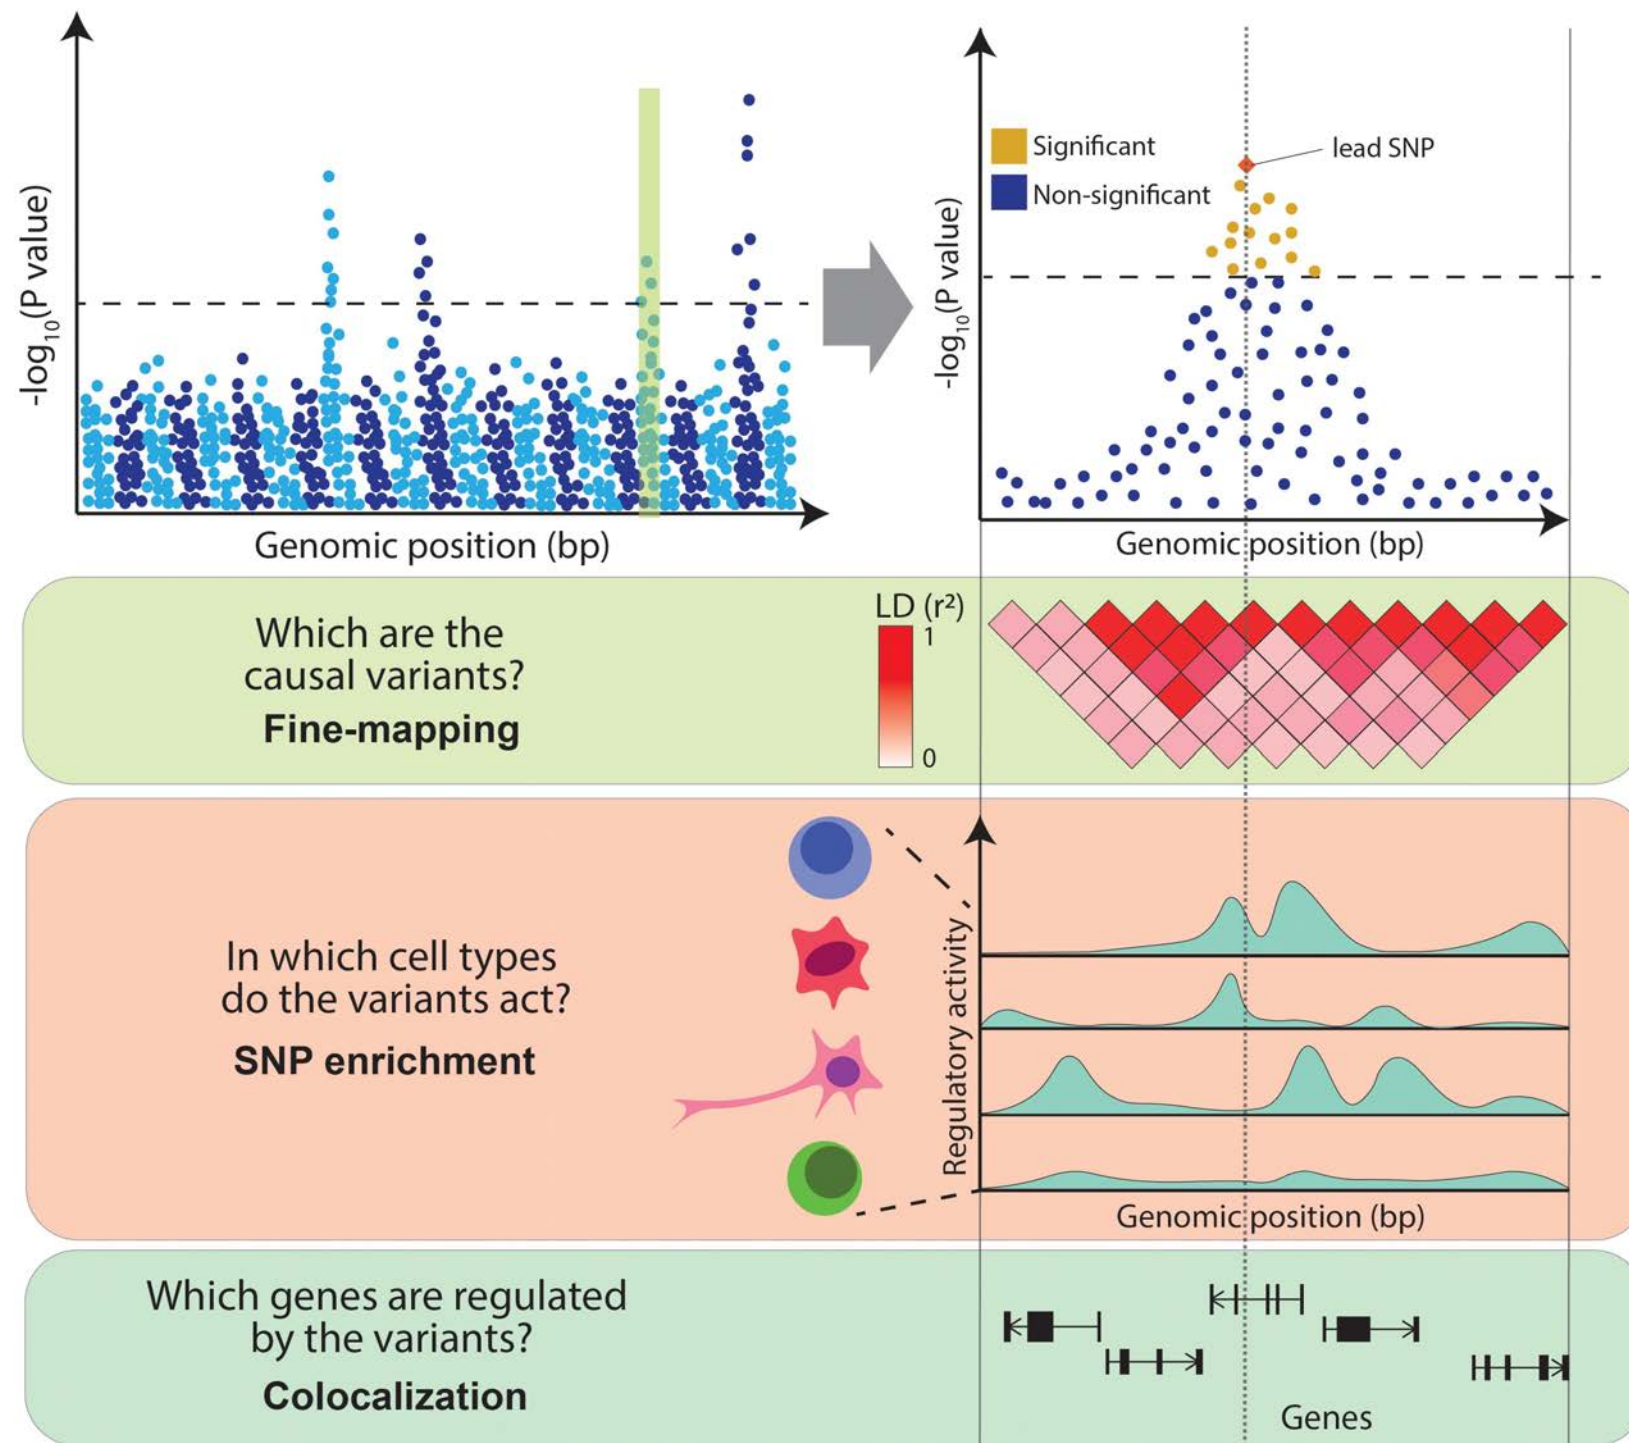 -log10(P value)
Genomic position (bp)
-log10(P value)
Significant
Non-significant
lead SNP
Genomic position (bp)
Which are the
causal variants?
Fine-mapping
LD (r²)
1
0
In which cell types
do the variants act?
SNP enrichment
Regulatory activity
Genomic position (bp)
Which genes are regulated
by the variants?
Colocalization
Genes